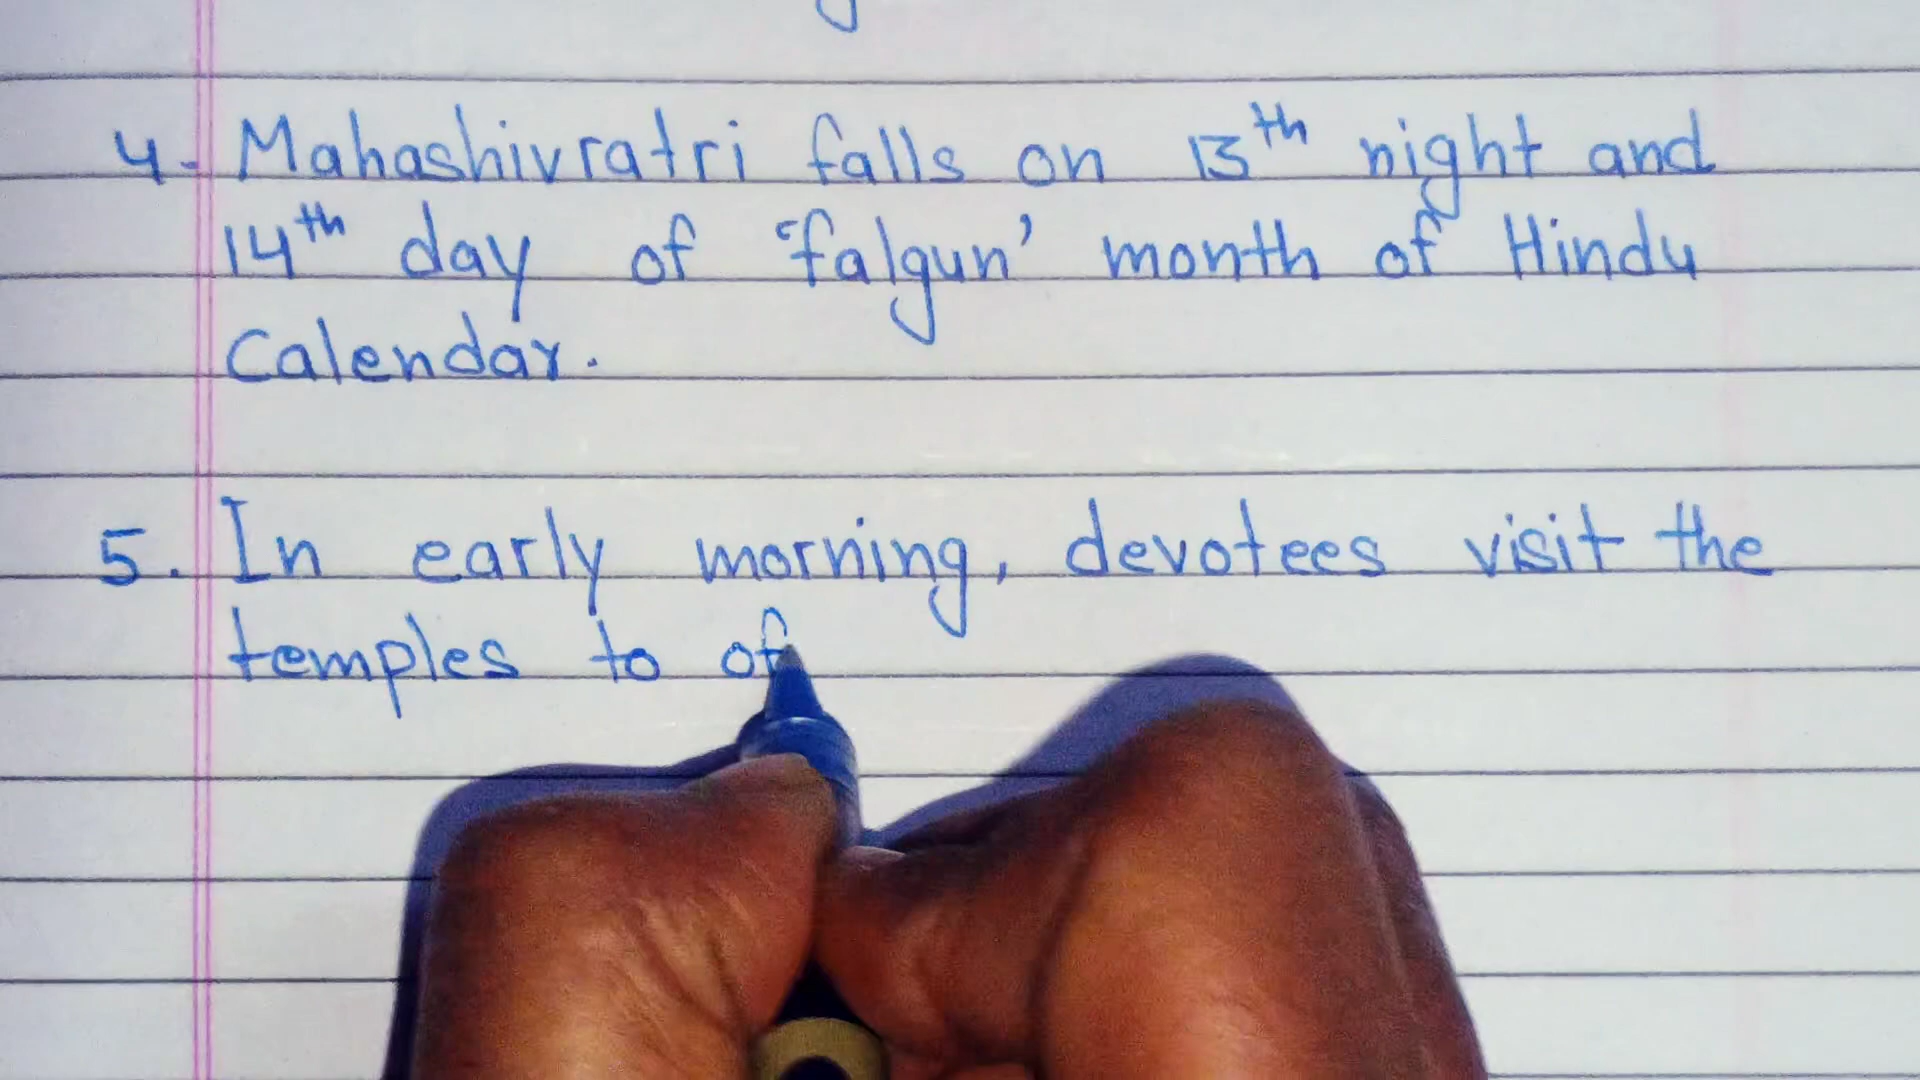 4. Mahashivratri falls on 13th night and
14th day of 'falgun' month of Hindu
Calendar.
5. In early morning, devotees visit the
temples to of